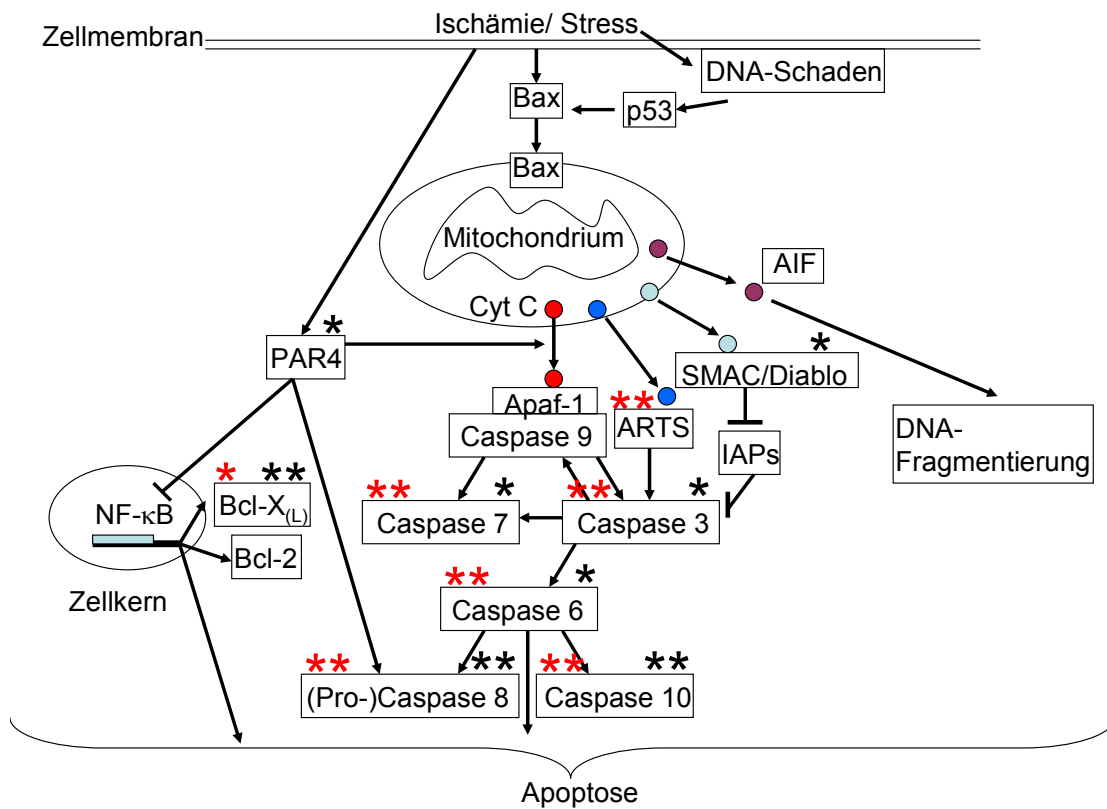 Ischämie/ Stress
Zellmembran
DNA-Schaden
Bax
p53
Bax
Mitochondrium
AIF
Cyt C
*
PAR4
*
SMAC/Diablo
Apaf-1
**
ARTS
Caspase 9
IAPs
DNA-
Fragmentierung
* **
Bcl-X(L)
NF-κB
Bcl-2
Zellkern
** *
Caspase 7
** *
Caspase 3
** *
Caspase 6
** **
(Pro-)Caspase 8
** **
Caspase 10
Apoptose